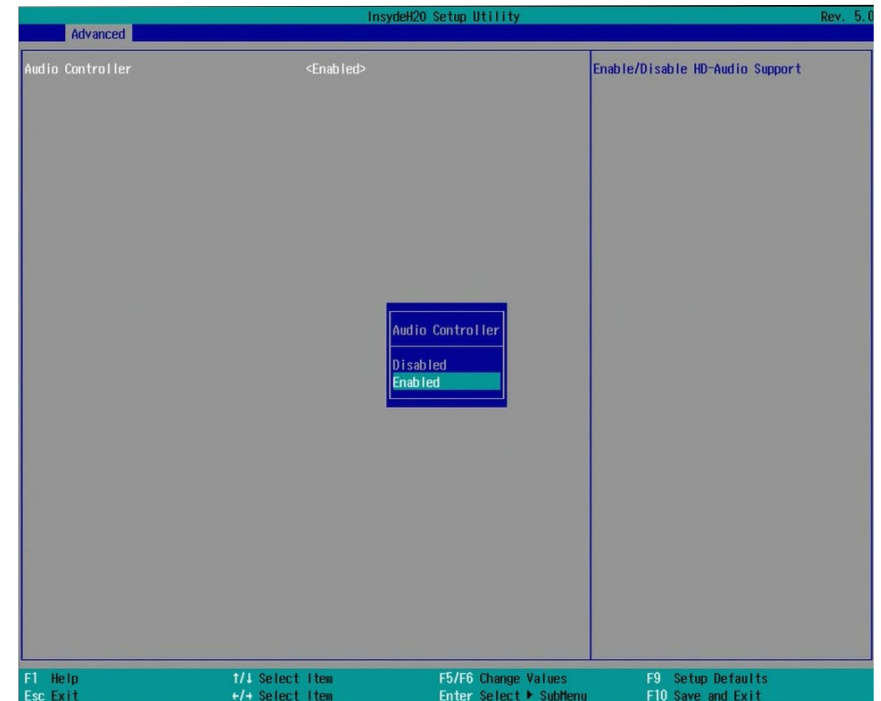 InsydeH20 Setup Utility Rev. 5.0
Advanced
Audio Controller <Enabled> Enable/Disable HD-Audio Support
Audio Controller
Disabled
Enabled
F1 Help ↑/↓ Select Item F5/F6 Change Values F9 Setup Defaults
Esc Exit ←/→ Select Item Enter Select ▶ SubMenu F10 Save and Exit